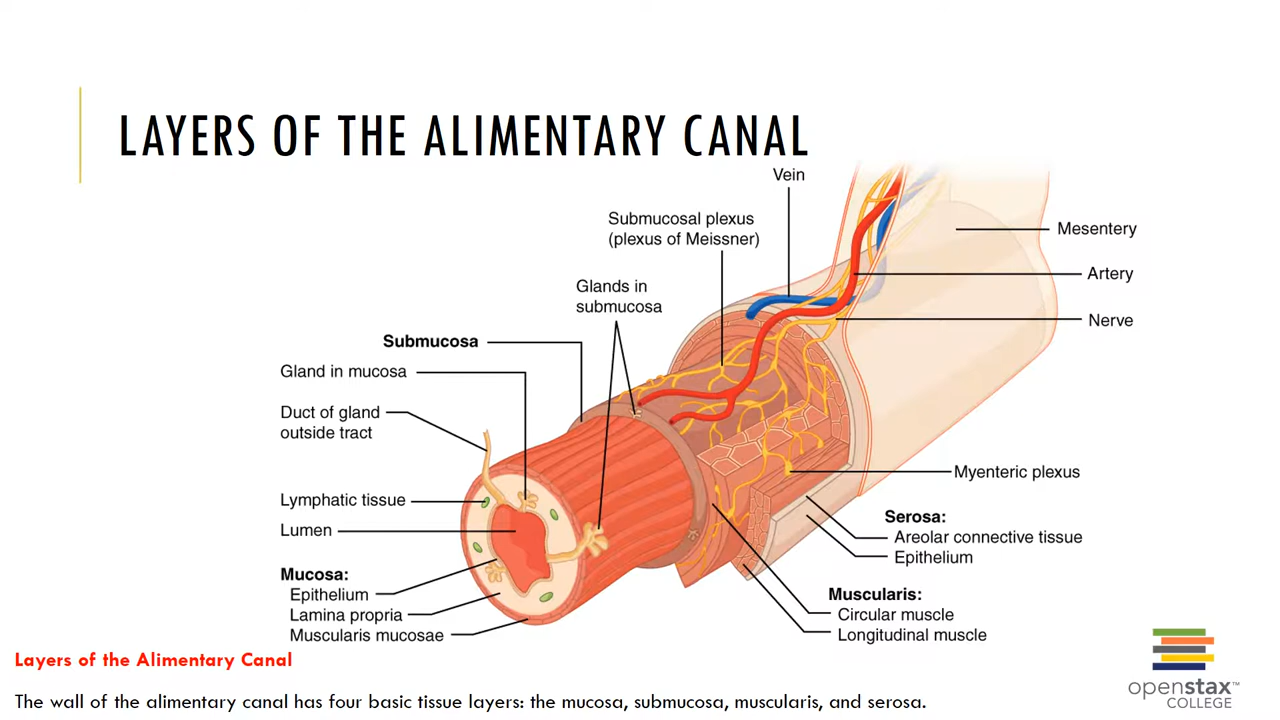 LAYERS OF THE ALIMENTARY CANAL
Vein
Submucosal plexus
(plexus of Meissner)
Mesentery
Artery
Glands in
submucosa
Nerve
Submucosa
Gland in mucosa
Duct of gland
outside tract
Myenteric plexus
Lymphatic tissue
Lumen
Serosa:
Areolar connective tissue
Epithelium
Mucosa:
Epithelium
Lamina propria
Muscularis mucosae
Muscularis:
Circular muscle
Longitudinal muscle
Layers of the Alimentary Canal
The wall of the alimentary canal has four basic tissue layers: the mucosa, submucosa, muscularis, and serosa.
openstax™
COLLEGE